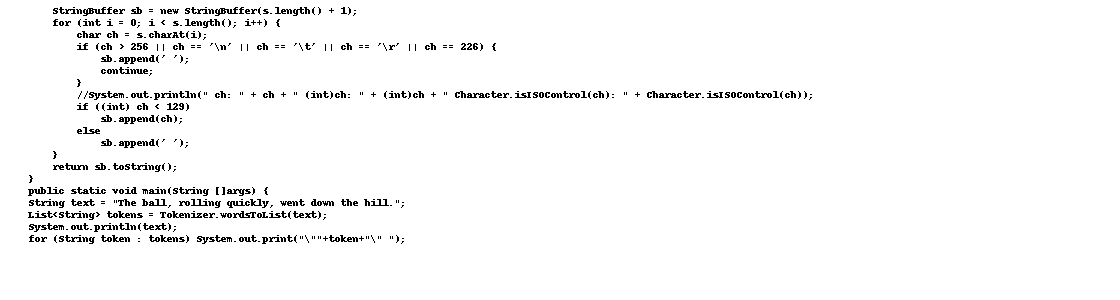 StringBuffer sb = new StringBuffer(s.length() + 1);
for (int i = 0; i < s.length(); i++) {
char ch = s.charAt(i);
if (ch > 256 || ch == '\n' || ch == '\t' || ch == '\r' || ch == 226) {
sb.append(' ');
continue;
}
//System.out.println(" ch: " + ch + " (int)ch: " + (int)ch + " Character.isISOControl(ch): " + Character.isISOControl(ch));
if ((int) ch < 129)
sb.append(ch);
else
sb.append(' ');
}
return sb.toString();
}
public static void main(String []args) {
String text = "The ball, rolling quickly, went down the hill.";
List<String> tokens = Tokenizer.wordsToList(text);
System.out.println(text);
for (String token : tokens) System.out.print("\""+token+"\" ");